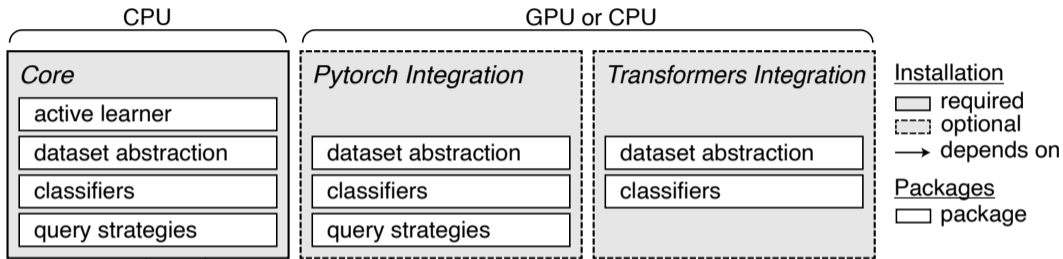 CPU
GPU or CPU
Core
active learner
dataset abstraction
classifiers
query strategies
Pytorch Integration
dataset abstraction
classifiers
query strategies
Transformers Integration
dataset abstraction
classifiers
Installation
required
optional
depends on
Packages
package